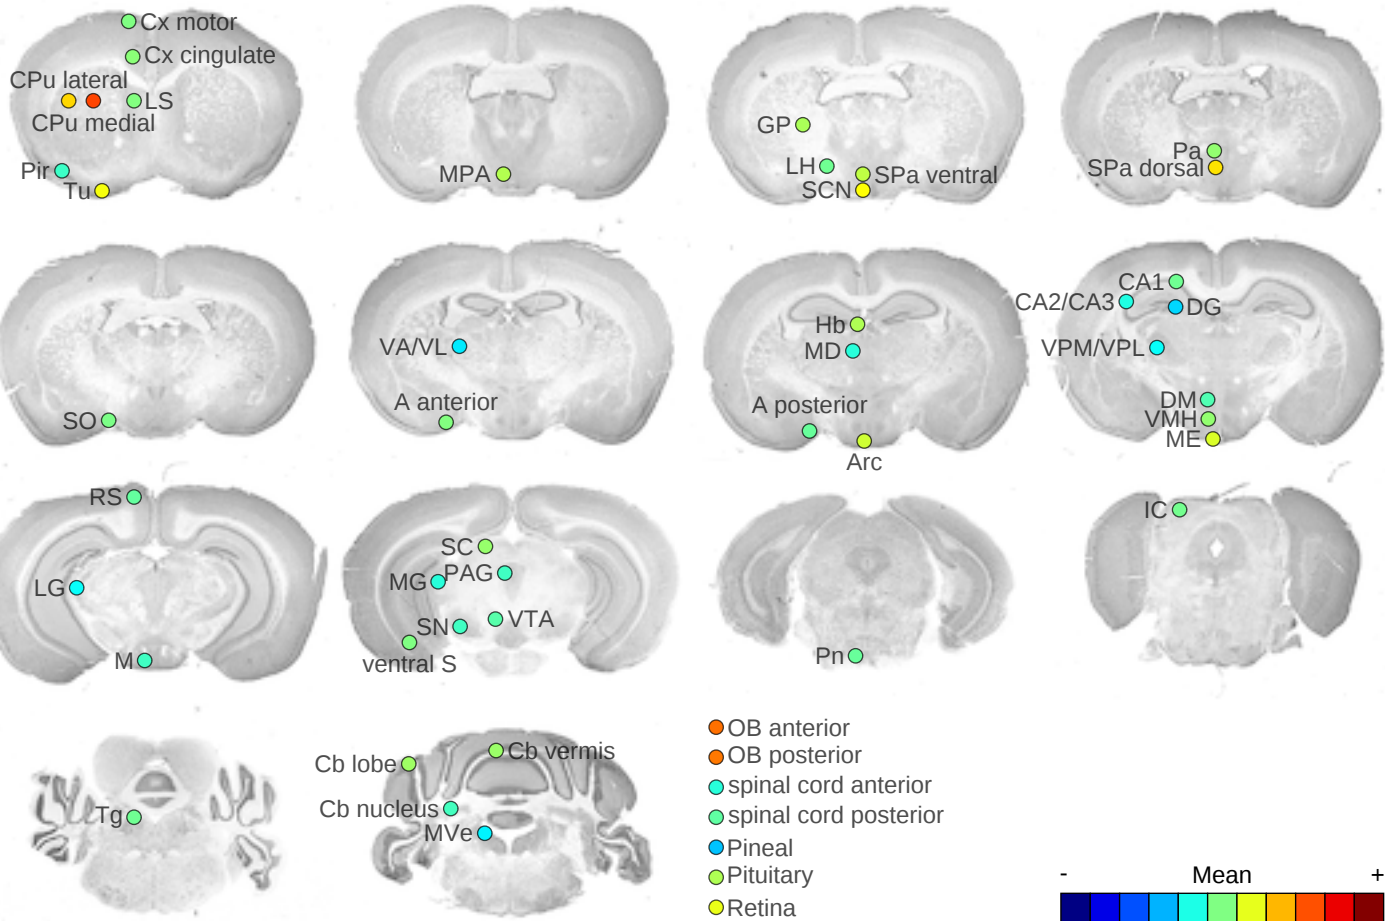 Cx motor
Cx cingulate
CPu lateral
LS
CPu medial
Pir
Tu
MPA
GP
LH
SPa ventral
SCN
Pa
SPa dorsal
SO
VA/VL
A anterior
Hb
MD
A posterior
Arc
CA1
CA2/CA3
DG
VPM/VPL
DM
VMH
ME
RS
LG
M
SC
PAG
MG
VTA
SN
ventral S
Pn
IC
Tg
Cb vermis
Cb lobe
Cb nucleus
MVe
OB anterior
OB posterior
spinal cord anterior
spinal cord posterior
Pineal
Pituitary
Retina
- Mean +